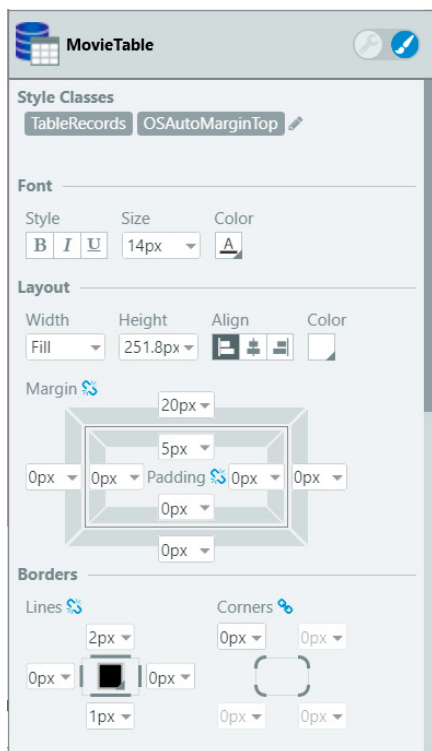 MovieTable
Style Classes
TableRecords OSAutoMarginTop
Font
Style Size Color
B I U 14px A
Layout
Width Height Align Color
Fill 251.8px
Margin
20px
5px
0px 0px Padding 0px 0px
0px
0px
Borders
Lines Corners
2px 0px 0px
0px 0px
1px 0px 0px